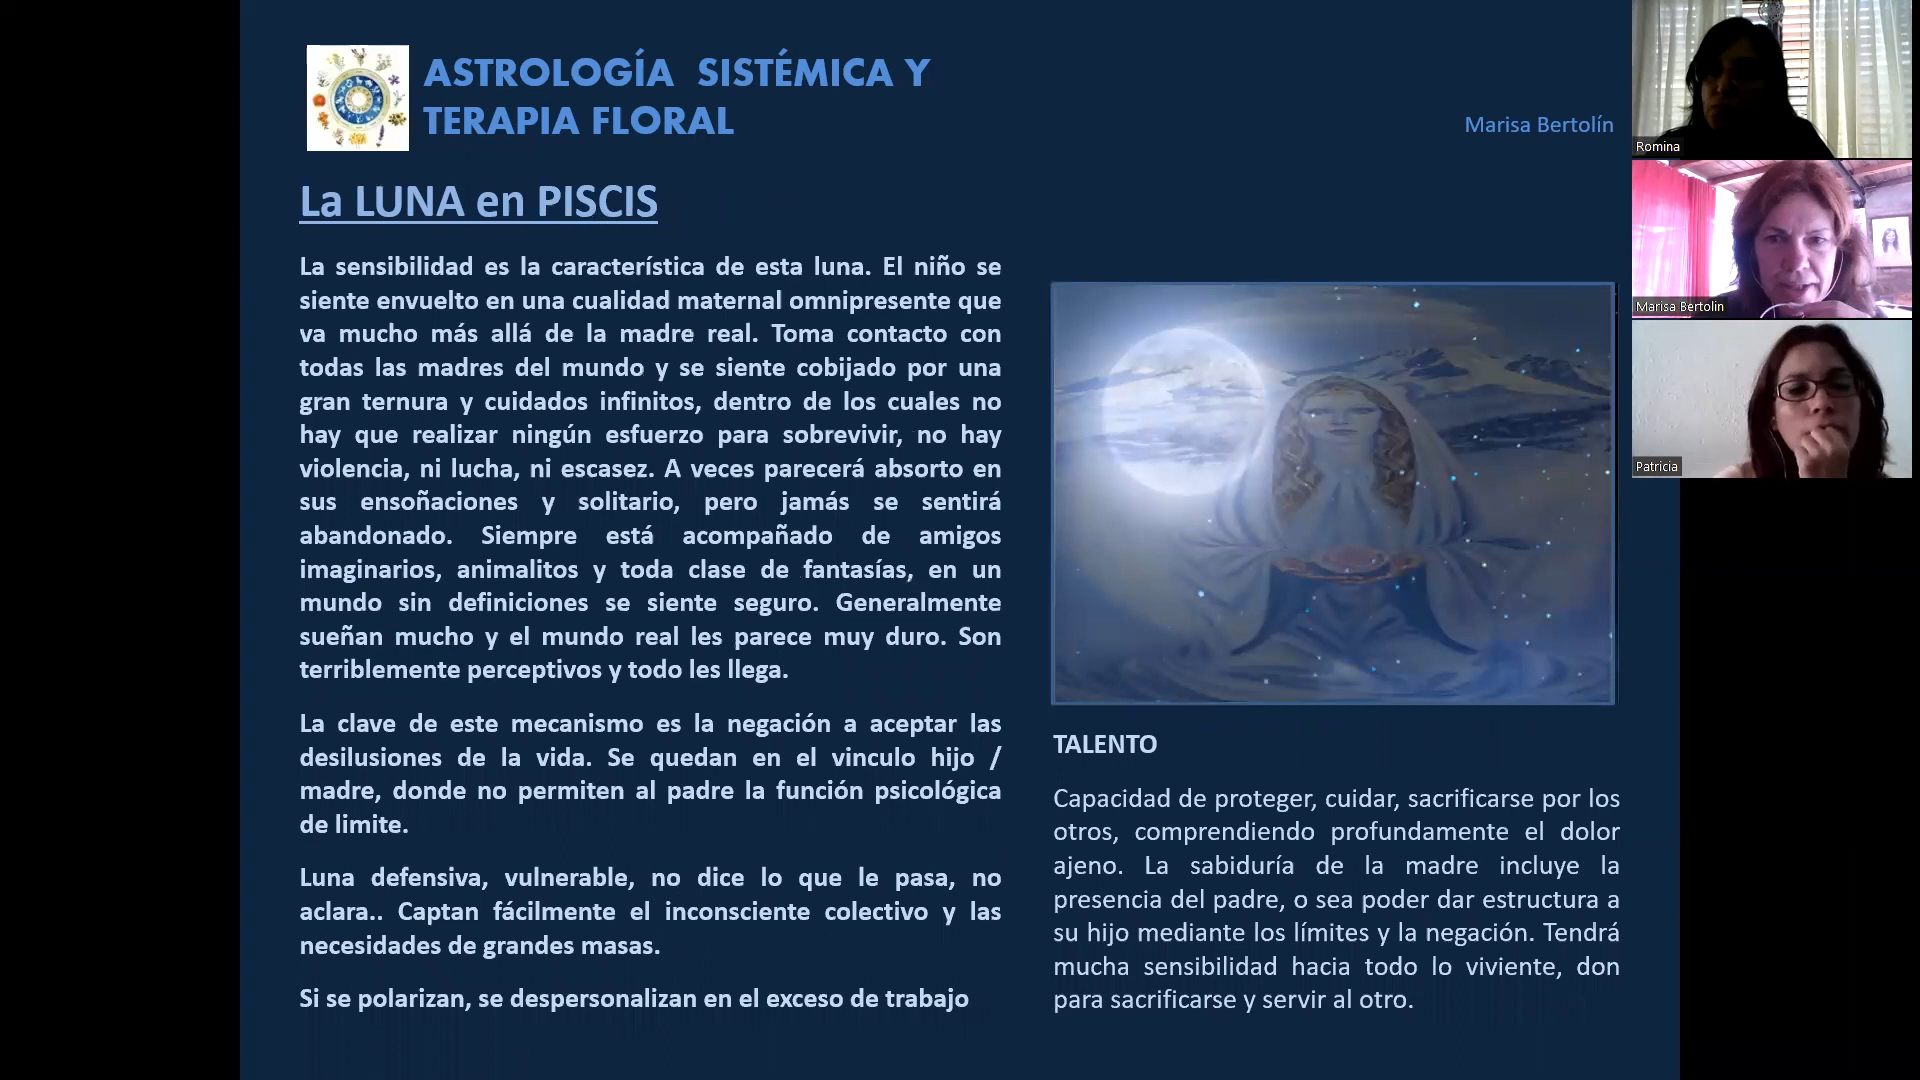 ASTROLOGÍA SISTÉMICA Y
TERAPIA FLORAL
Marisa Bertolín
La LUNA en PISCIS
La sensibilidad es la característica de esta luna. El niño se
siente envuelto en una cualidad maternal omnipresente que
va mucho más allá de la madre real. Toma contacto con
todas las madres del mundo y se siente cobijado por una
gran ternura y cuidados infinitos, dentro de los cuales no
hay que realizar ningún esfuerzo para sobrevivir, no hay
violencia, ni lucha, ni escasez. A veces parecerá absorto en
sus ensoñaciones y solitario, pero jamás se sentirá
abandonado. Siempre está acompañado de amigos
imaginarios, animalitos y toda clase de fantasías, en un
mundo sin definiciones se siente seguro. Generalmente
sueñan mucho y el mundo real les parece muy duro. Son
terriblemente perceptivos y todo les llega.
La clave de este mecanismo es la negación a aceptar las
desilusiones de la vida. Se quedan en el vinculo hijo /
madre, donde no permiten al padre la función psicológica
de limite.
Luna defensiva, vulnerable, no dice lo que le pasa, no
aclara.. Captan fácilmente el inconsciente colectivo y las
necesidades de grandes masas.
Si se polarizan, se despersonalizan en el exceso de trabajo
TALENTO
Capacidad de proteger, cuidar, sacrificarse por los
otros, comprendiendo profundamente el dolor
ajeno. La sabiduría de la madre incluye la
presencia del padre, o sea poder dar estructura a
su hijo mediante los límites y la negación. Tendrá
mucha sensibilidad hacia todo lo viviente, don
para sacrificarse y servir al otro.
Romina
Marisa Bertolin
Patricia